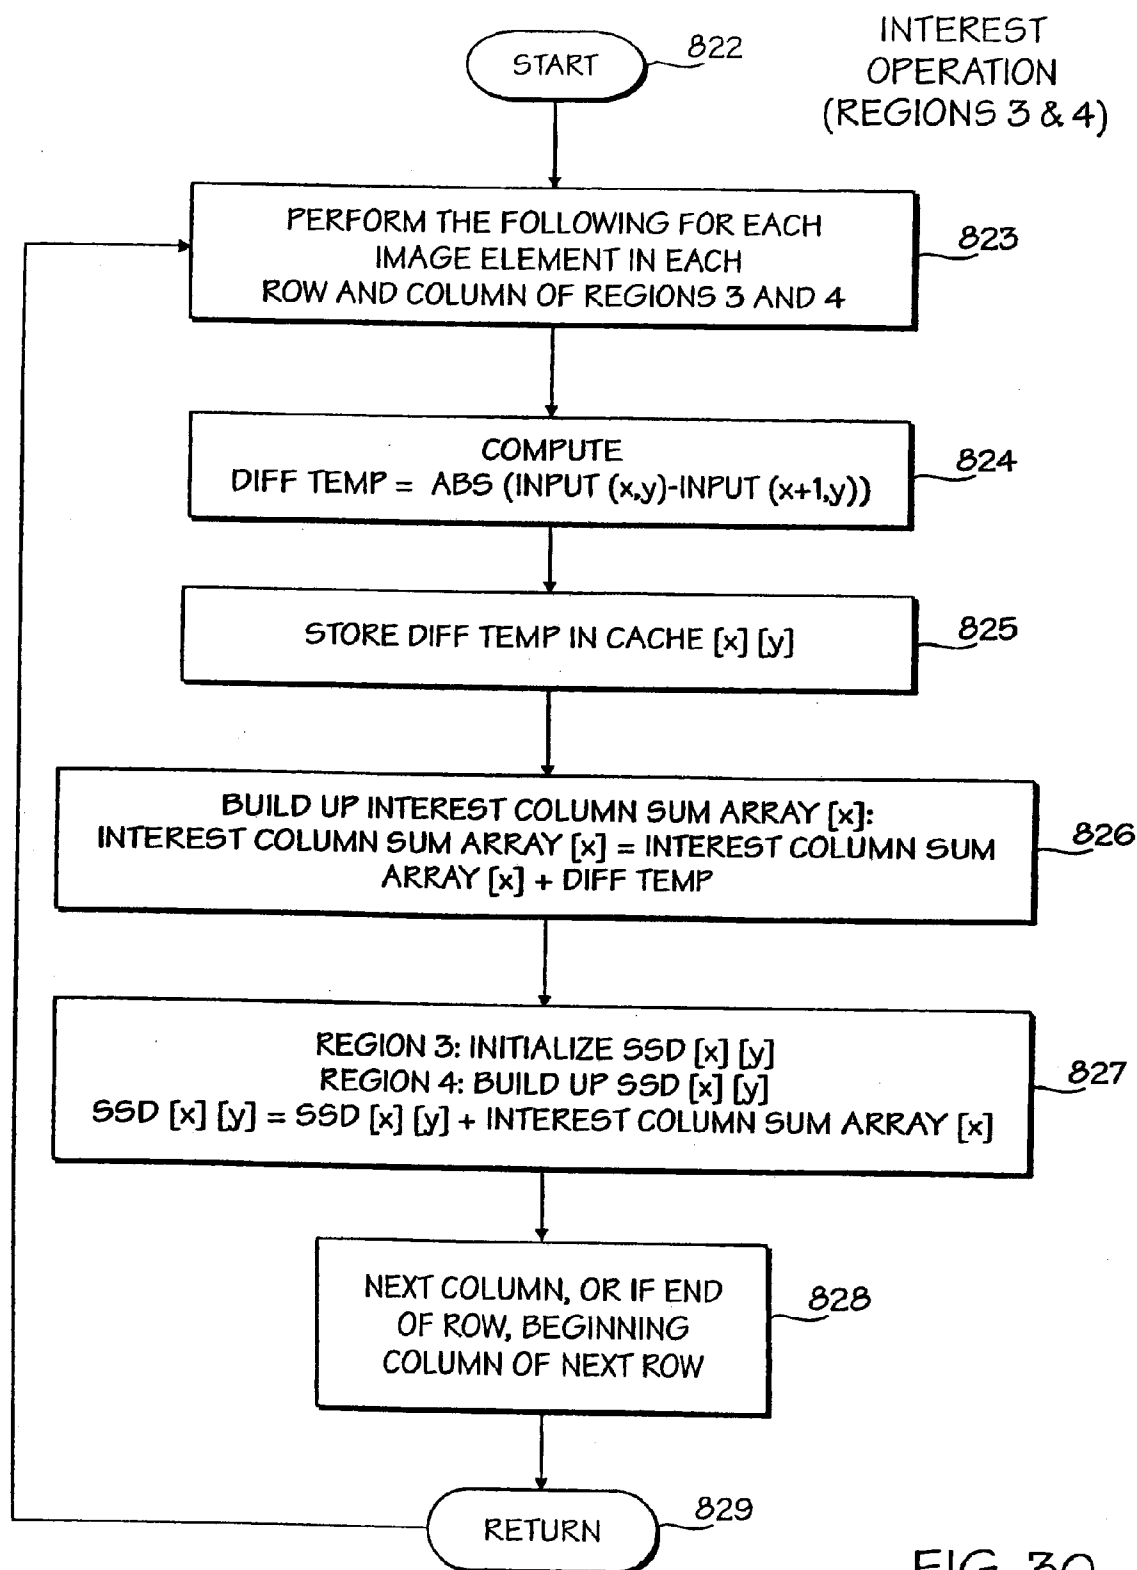 START
822
INTEREST
OPERATION
(REGIONS 3 & 4)
PERFORM THE FOLLOWING FOR EACH
IMAGE ELEMENT IN EACH
ROW AND COLUMN OF REGIONS 3 AND 4
823
COMPUTE
DIFF TEMP = ABS (INPUT (x,y)-INPUT (x+1,y))
824
STORE DIFF TEMP IN CACHE [x] [y]
825
BUILD UP INTEREST COLUMN SUM ARRAY [x]:
INTEREST COLUMN SUM ARRAY [x] = INTEREST COLUMN SUM
ARRAY [x] + DIFF TEMP
826
REGION 3: INITIALIZE SSD [x] [y]
REGION 4: BUILD UP SSD [x] [y]
SSD [x] [y] = SSD [x] [y] + INTEREST COLUMN SUM ARRAY [x]
827
NEXT COLUMN, OR IF END
OF ROW, BEGINNING
COLUMN OF NEXT ROW
828
RETURN
829
FIG. 30